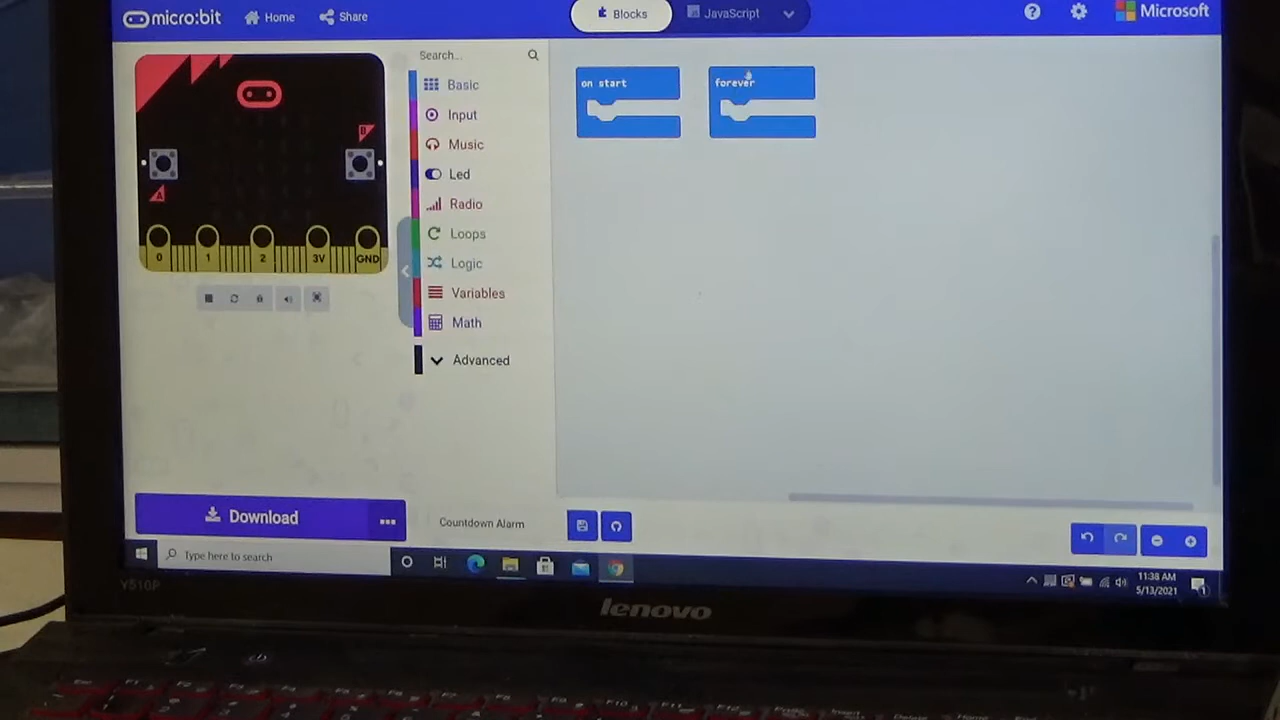 micro:bit
Home
Share
Blocks
JavaScript
Microsoft
Search...
Basic
Input
Music
Led
Radio
Loops
Logic
Variables
Math
Advanced
on start
forever
B
A
0
1
2
3V
GND
Download
Countdown Alarm
Type here to search
11:38 AM
5/13/2021
Y510P
lenovo